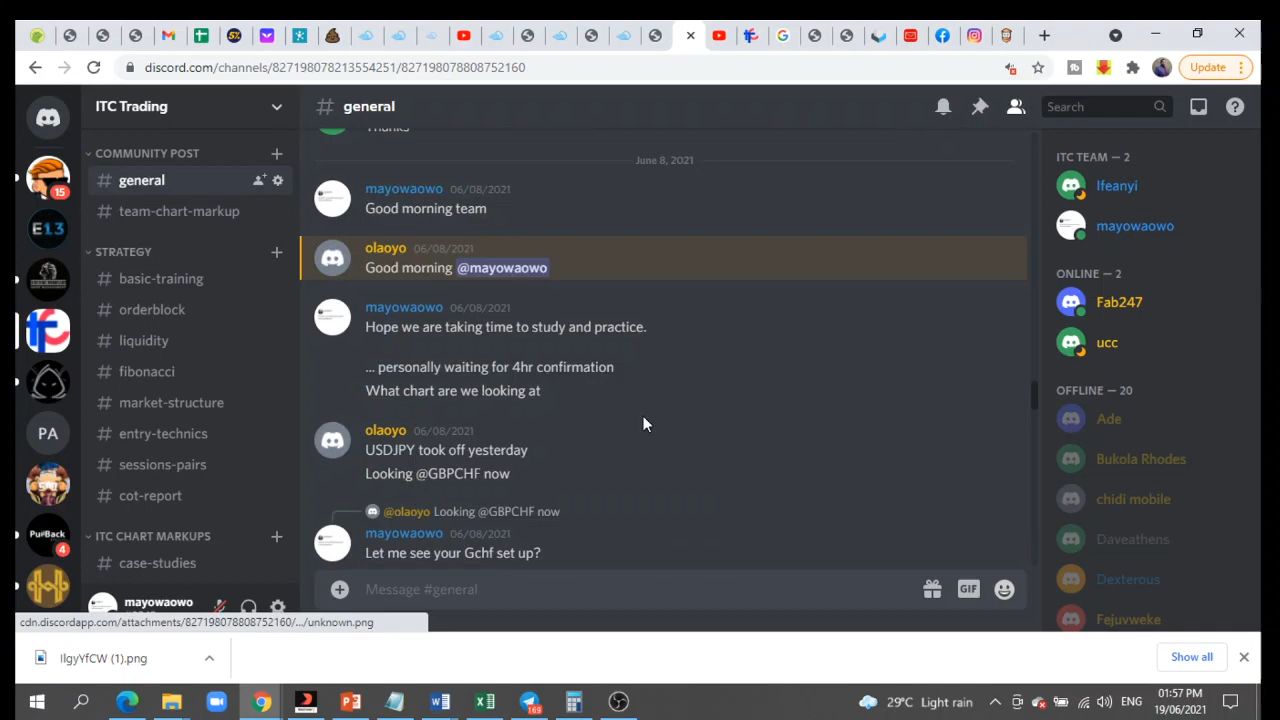 discord.com/channels/827198078213554251/827198078808752160
Update
ITC Trading
general
Search
15
E13
PA
PullBack
4
COMMUNITY POST
general
team-chart-markup
STRATEGY
basic-training
orderblock
liquidity
fibonacci
market-structure
entry-technics
sessions-pairs
cot-report
ITC CHART MARKUPS
case-studies
mayowaowo
Thanks
June 8, 2021
mayowaowo 06/08/2021
Good morning team
olaoyo 06/08/2021
Good morning @mayowaowo
mayowaowo 06/08/2021
Hope we are taking time to study and practice.
... personally waiting for 4hr confirmation
What chart are we looking at
olaoyo 06/08/2021
USDJPY took off yesterday
Looking @GBPCHF now
@olaoyo Looking @GBPCHF now
mayowaowo 06/08/2021
Let me see your Gchf set up?
Message #general
GIF
ITC TEAM — 2
Ifeanyi
mayowaowo
ONLINE — 2
Fab247
ucc
OFFLINE — 20
Ade
Bukola Rhodes
chidi mobile
Daveathens
Dexterous
Fejuvweke
cdn.discordapp.com/attachments/827198078808752160/.../unknown.png
IlgyYfCW (1).png
Show all
169
29°C Light rain
ENG
01:57 PM
19/06/2021